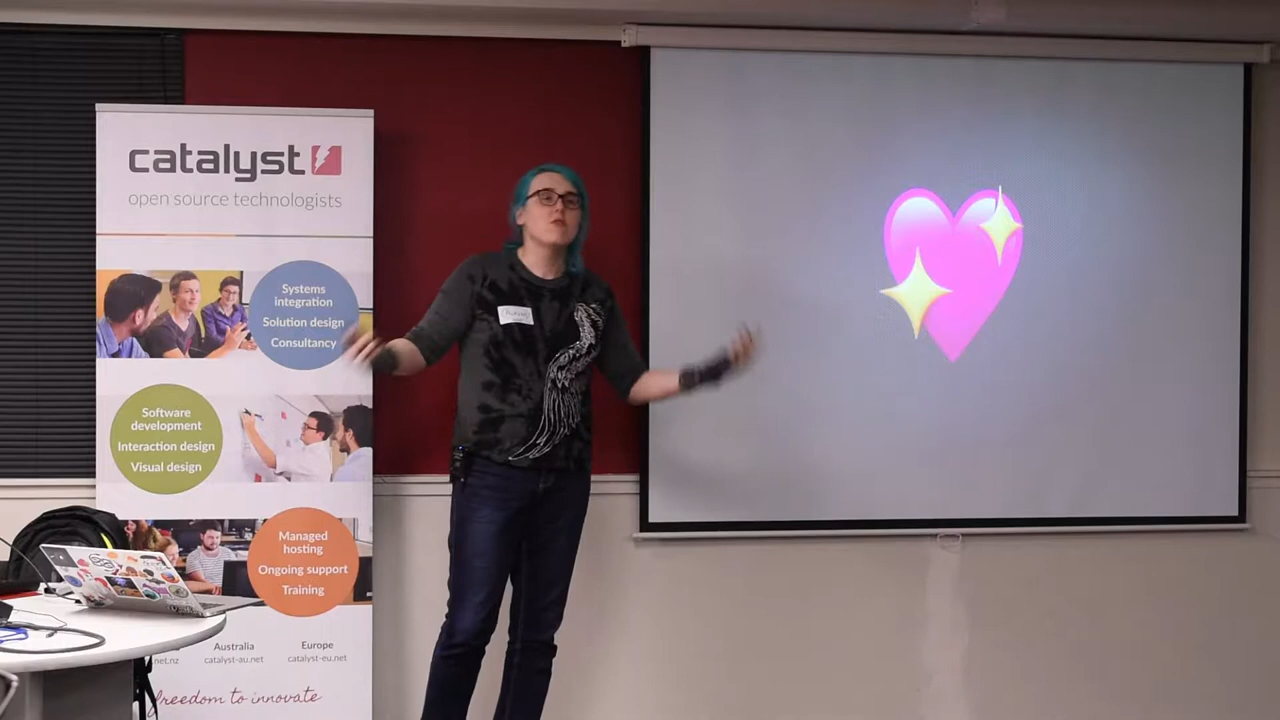 catalyst
open source technologists
Systems
integration
Solution design
Consultancy
Software
development
Interaction design
Visual design
Managed
hosting
Ongoing support
Training
Australia
Europe
.net.nz
catalyst-au.net
catalyst-eu.net
freedom to innovate